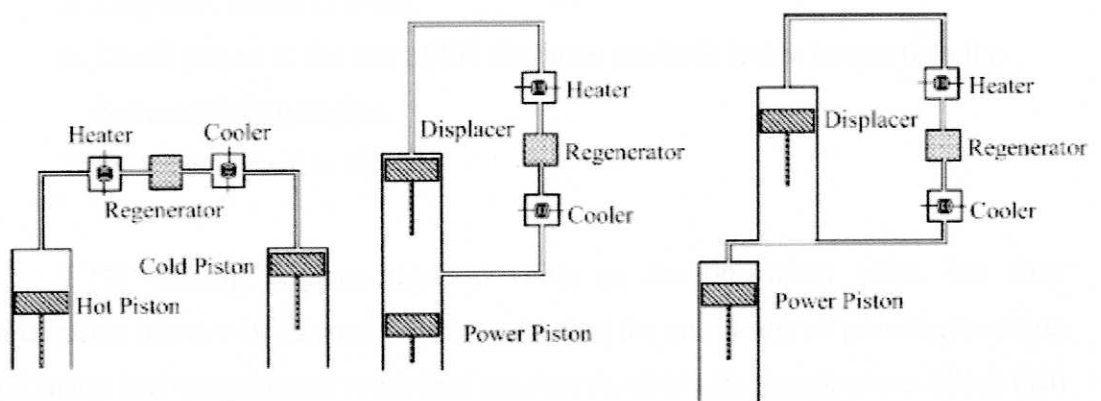 Heater
Cooler
Regenerator
Cold Piston
Hot Piston
Heater
Displacer
Regenerator
Cooler
Power Piston
Heater
Displacer
Regenerator
Cooler
Power Piston